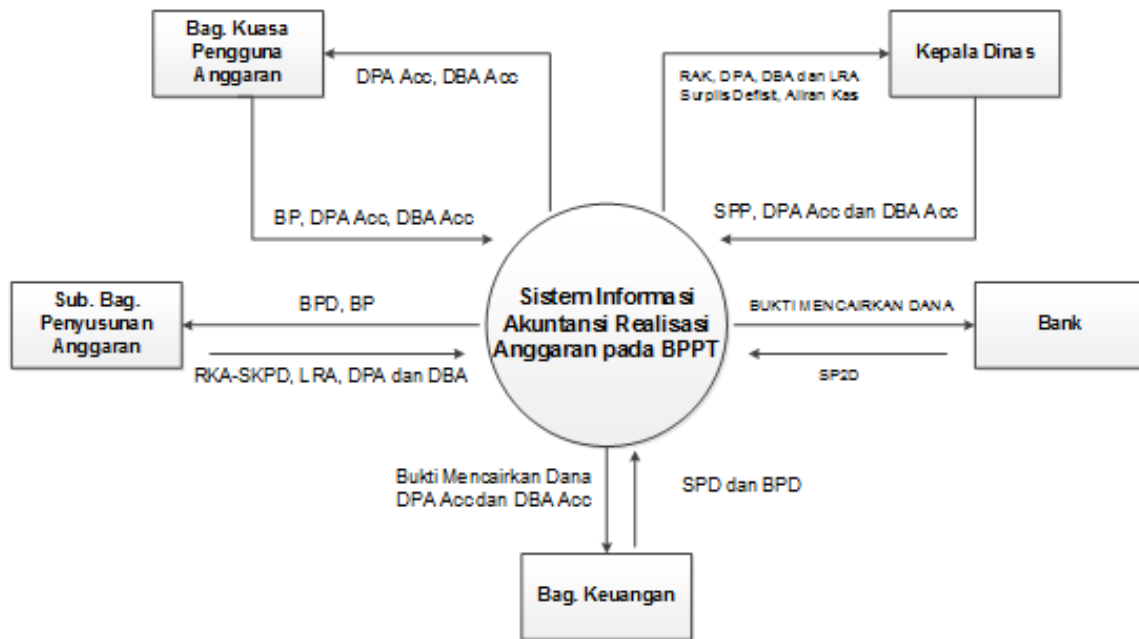 Bag. Kuasa
Pengguna
Anggaran
DPA Acc, DBA Acc
RAK, DPA, DBA dan LRA
Surplis Defist, Aliran Kas
Kepala Dinas
BP, DPA Acc, DBA Acc
SPP, DPA Acc dan DBA Acc
Sub. Bag.
Penyusunan
Anggaran
BPD, BP
RKA-SKPD, LRA, DPA dan DBA
Sistem Informasi
Akuntansi Realisasi
Anggaran pada BPPT
BUKTI MENCAIRKAN DANA
SP2D
Bank
Bukti Mencairkan Dana
DPA Acc dan DBA Acc
SPD dan BPD
Bag. Keuangan